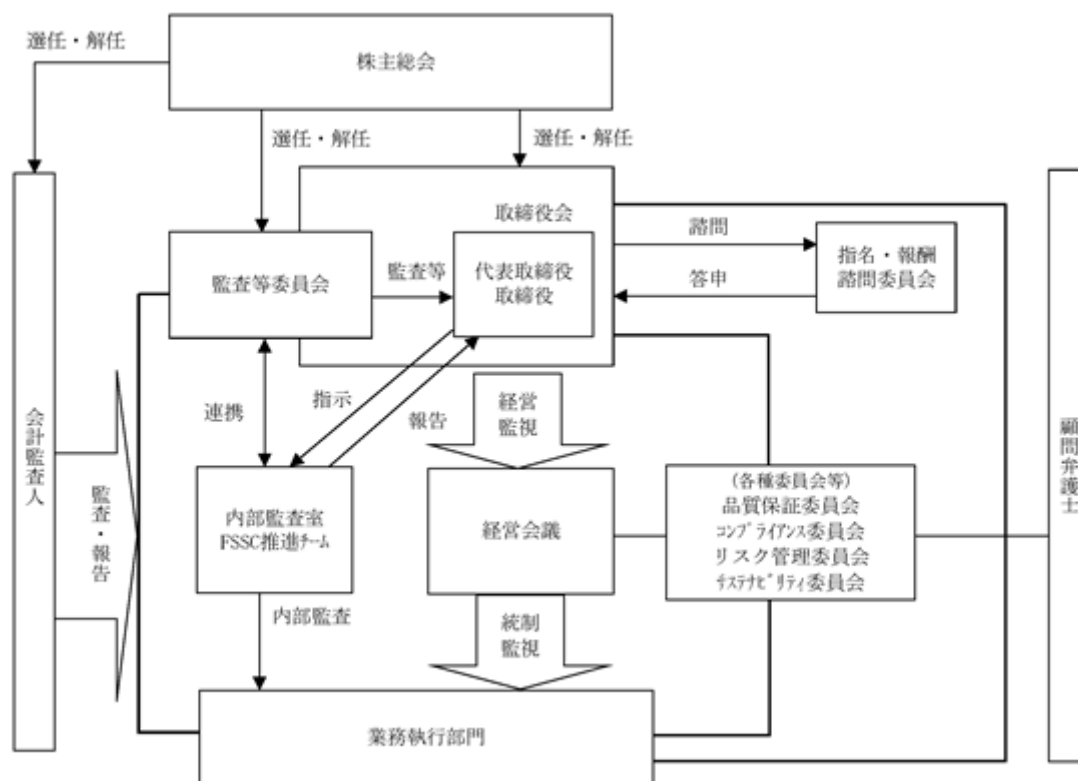 選任・解任
株主総会
選任・解任
選任・解任
取締役会
諮問
指名・報酬
諮問委員会
答申
監査等委員会
監査等
代表取締役
取締役
連携
指示
報告
経営
監視
会計監査人
監査・報告
内部監査室
FSSC推進ﾁｰﾑ
経営会議
(各種委員会等)
品質保証委員会
ｺﾝﾌﾟﾗｲｱﾝｽ委員会
リスク管理委員会
ｻｽﾃﾅﾋﾞﾘﾃｨ委員会
顧問弁護士
内部監査
統制
監視
業務執行部門